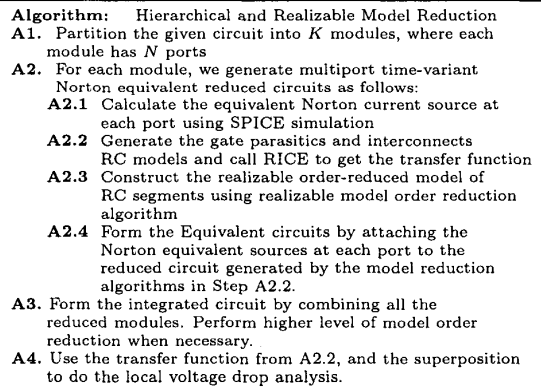 Algorithm: Hierarchical and Realizable Model Reduction
A1. Partition the given circuit into K modules, where each
module has N ports
A2. For each module, we generate multiport time-variant
Norton equivalent reduced circuits as follows:
A2.1 Calculate the equivalent Norton current source at
each port using SPICE simulation
A2.2 Generate the gate parasitics and interconnects
RC models and call RICE to get the transfer function
A2.3 Construct the realizable order-reduced model of
RC segments using realizable model order reduction
algorithm
A2.4 Form the Equivalent circuits by attaching the
Norton equivalent sources at each port to the
reduced circuit generated by the model reduction
algorithms in Step A2.2.
A3. Form the integrated circuit by combining all the
reduced modules. Perform higher level of model order
reduction when necessary.
A4. Use the transfer function from A2.2, and the superposition
to do the local voltage drop analysis.